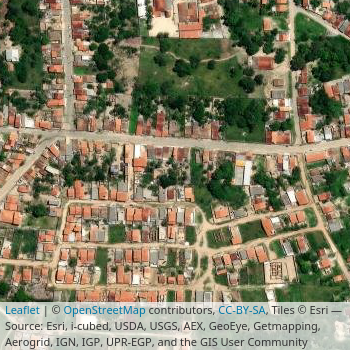 Leaflet | © OpenStreetMap contributors, CC-BY-SA, Tiles © Esri —
Source: Esri, i-cubed, USDA, USGS, AEX, GeoEye, Getmapping,
Aerogrid, IGN, IGP, UPR-EGP, and the GIS User Community